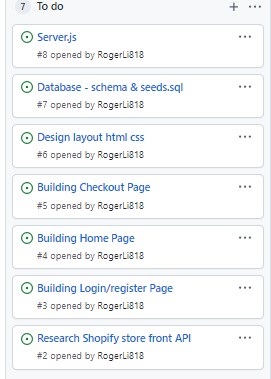 7 To do
Server.js
#8 opened by RogerLi818
Database - schema & seeds.sql
#7 opened by RogerLi818
Design layout html css
#6 opened by RogerLi818
Building Checkout Page
#5 opened by RogerLi818
Building Home Page
#4 opened by RogerLi818
Building Login/register Page
#3 opened by RogerLi818
Research Shopify store front API
#2 opened by RogerLi818